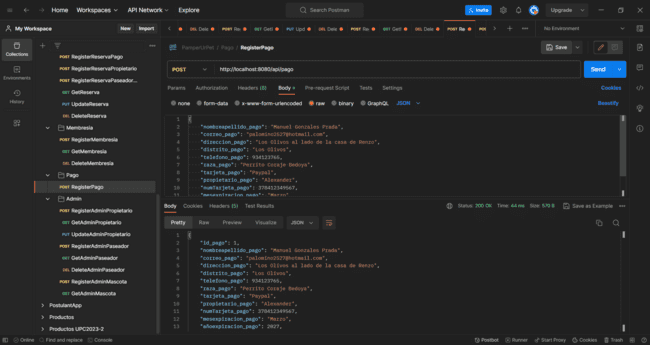 Home Workspaces API Network Explore
Search Postman
Invite
Upgrade
My Workspace
New Import
No Environment
Collections
Environments
History
POST RegisterReservaPago
POST RegisterReservaPropietario
POST RegisterReservaPaseador...
GET GetReserva
PUT UpdateReserva
DEL DeleteReserva
Membresia
POST RegisterMembresia
GET GetMembresia
DEL DeleteMembresia
Pago
POST RegisterPago
Admin
POST RegisterAdminPropietario
GET GetAdminPropietario
PUT UpdateAdminPropietario
POST RegisterAdminPaseador
GET GetAdminPaseador
DEL DeleteAdminPaseador
POST RegisterAdminMascota
GET GetAdminMascota
PostulantApp
Productos
Productos UPC2023-2
/ Pago / RegisterPago
Save
POST http://localhost:8080/api/pago
Send
Params Authorization Headers (8) Body Pre-request Script Tests Settings
Cookies
none form-data x-www-form-urlencoded raw binary GraphQL JSON
Beautify
1 {
2 "nombreapellido_pago": "Manuel Gonzales Prada",
3 "correo_pago": "palomino2527@hotmail.com",
4 "direccion_pago": "Los Olivos al lado de la casa de Renzo",
5 "distrito_pago": "Los Olivos",
6 "telefono_pago": 934123765,
7 "raza_pago": "Perrito Coraje Bedoya",
8 "tarjeta_pago": "Paypal",
9 "propietario_pago": "Alexander",
10 "numTarjeta_pago": 378412349567,
11 "mesexpiracion_pago": "Marzo",
Body Cookies Headers (5) Test Results
Status: 200 OK Time: 44 ms Size: 578 B Save as Example
Pretty Raw Preview Visualize JSON
1 {
2 "id_pago": 1,
3 "nombreapellido_pago": "Manuel Gonzales Prada",
4 "correo_pago": "palomino2527@hotmail.com",
5 "direccion_pago": "Los Olivos al lado de la casa de Renzo",
6 "distrito_pago": "Los Olivos",
7 "telefono_pago": 934123765,
8 "raza_pago": "Perrito Coraje Bedoya",
9 "tarjeta_pago": "Paypal",
10 "propietario_pago": "Alexander",
11 "numTarjeta_pago": 378412349567,
12 "mesexpiracion_pago": "Marzo",
13 "añoexpiracion_pago": 2027,
Online Find and replace Console
Postbot Runner Start Proxy Cookies Trash